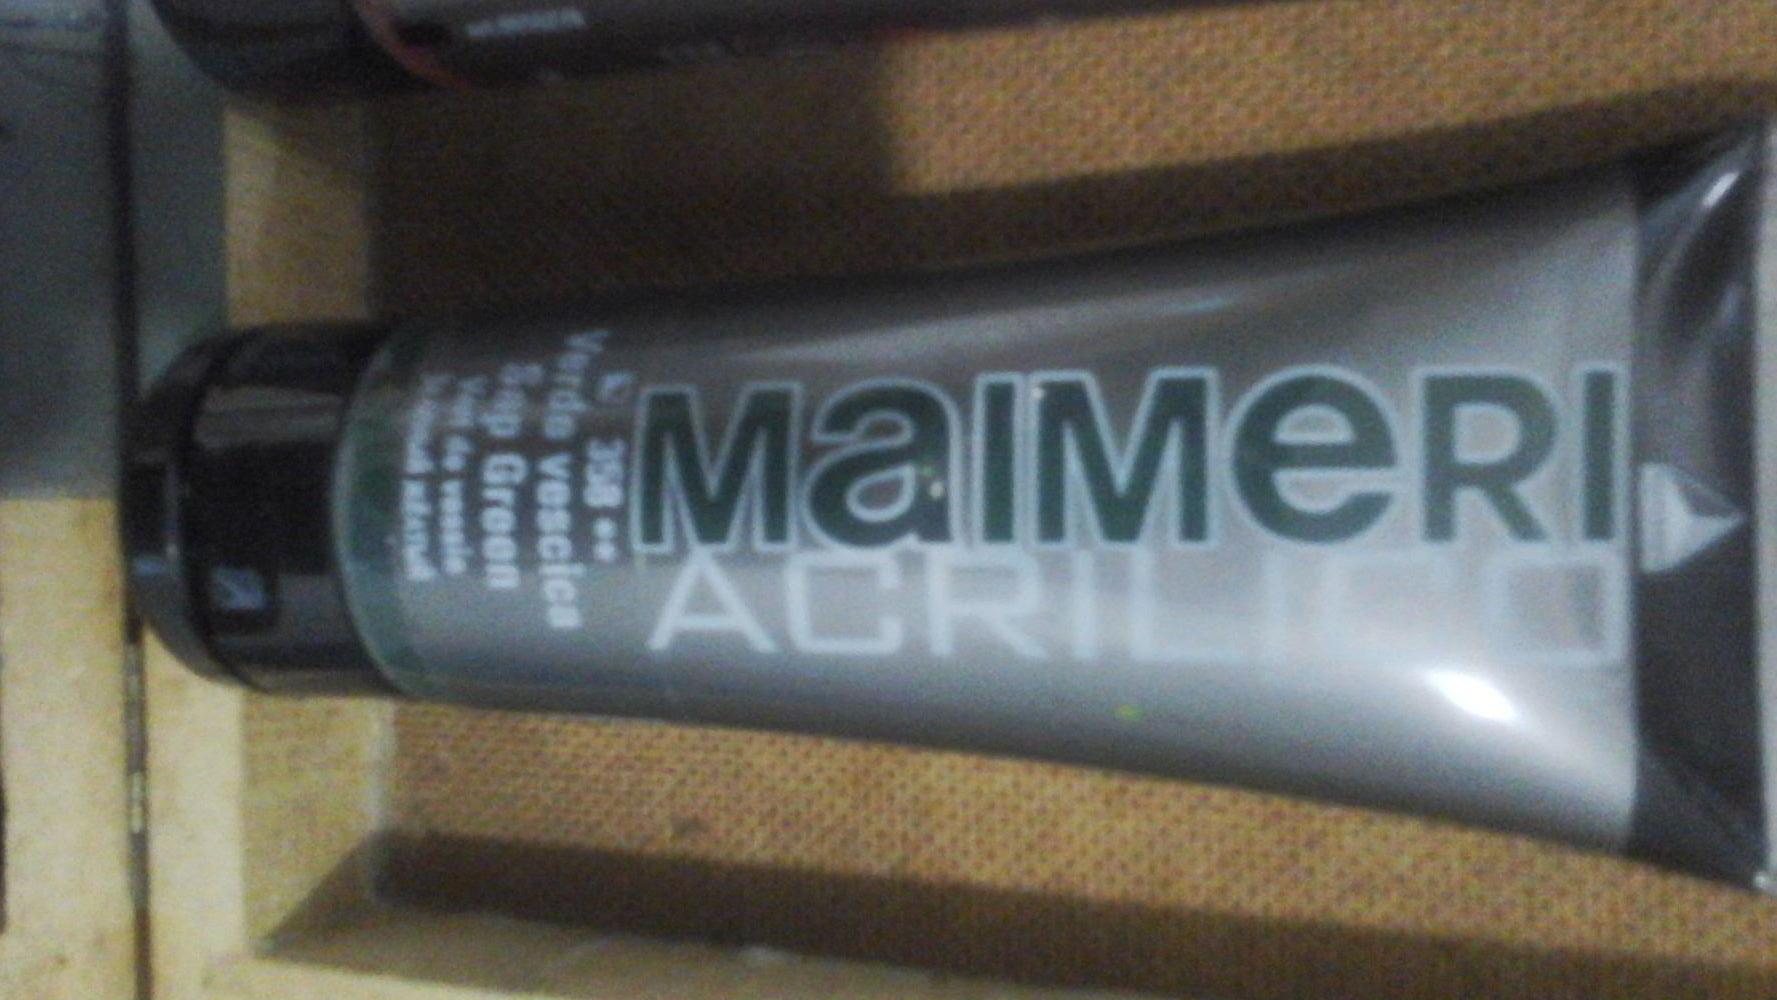 MaIMeRI
ACRILICO
358 **
Verde vescica
Sap Green
Vert de vessie